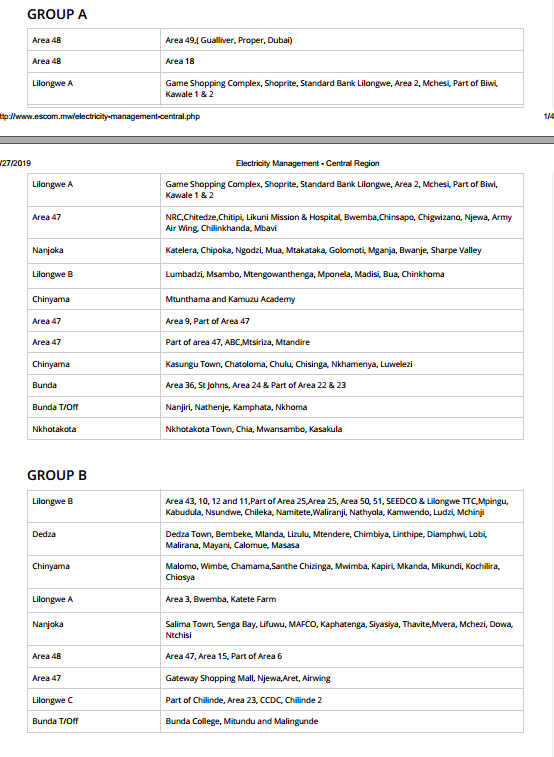 GROUP A
Area 48 Area 49,( Gualliver, Proper, Dubai)
Area 48 Area 18
Lilongwe A Game Shopping Complex, Shoprite, Standard Bank Lilongwe, Area 2, Mchesi, Part of Biwi,
Kawale 1 & 2
ttp://www.escom.mw/electricity-management-central.php 1/4
/27/2019 Electricity Management - Central Region
Lilongwe A Game Shopping Complex, Shoprite, Standard Bank Lilongwe, Area 2, Mchesi, Part of Biwi,
Kawale 1 & 2
Area 47 NRC,Chitedze,Chitipi, Likuni Mission & Hospital, Bwemba,Chinsapo, Chigwizano, Njewa, Army
Air Wing, Chilinkhanda, Mbavi
Nanjoka Katelera, Chipoka, Ngodzi, Mua, Mtakataka, Golomoti, Mganja, Bwanje, Sharpe Valley
Lilongwe B Lumbadzi, Msambo, Mtengowanthenga, Mponela, Madisi, Bua, Chinkhoma
Chinyama Mtunthama and Kamuzu Academy
Area 47 Area 9, Part of Area 47
Area 47 Part of area 47, ABC,Mtsiriza, Mtandire
Chinyama Kasungu Town, Chatoloma, Chulu, Chisinga, Nkhamenya, Luwelezi
Bunda Area 36, St Johns, Area 24 & Part of Area 22 & 23
Bunda T/Off Nanjiri, Nathenje, Kamphata, Nkhoma
Nkhotakota Nkhotakota Town, Chia, Mwansambo, Kasakula
GROUP B
Lilongwe B Area 43, 10, 12 and 11,Part of Area 25,Area 25, Area 50, 51, SEEDCO & Lilongwe TTC,Mpingu,
Kabudula, Nsundwe, Chileka, Namitete,Waliranji, Nathyola, Kamwendo, Ludzi, Mchinji
Dedza Dedza Town, Bembeke, Mlanda, Lizulu, Mtendere, Chimbiya, Linthipe, Diamphwi, Lobi,
Malirana, Mayani, Calomue, Masasa
Chinyama Malomo, Wimbe, Chamama,Santhe Chizinga, Mwimba, Kapiri, Mkanda, Mikundi, Kochilira,
Chiosya
Lilongwe A Area 3, Bwemba, Katete Farm
Nanjoka Salima Town, Senga Bay, Lifuwu, MAFCO, Kaphatenga, Siyasiya, Thavite,Mvera, Mchezi, Dowa,
Ntchisi
Area 48 Area 47, Area 15, Part of Area 6
Area 47 Gateway Shopping Mall, Njewa,Aret, Airwing
Lilongwe C Part of Chilinde, Area 23, CCDC, Chilinde 2
Bunda T/Off Bunda College, Mitundu and Malingunde